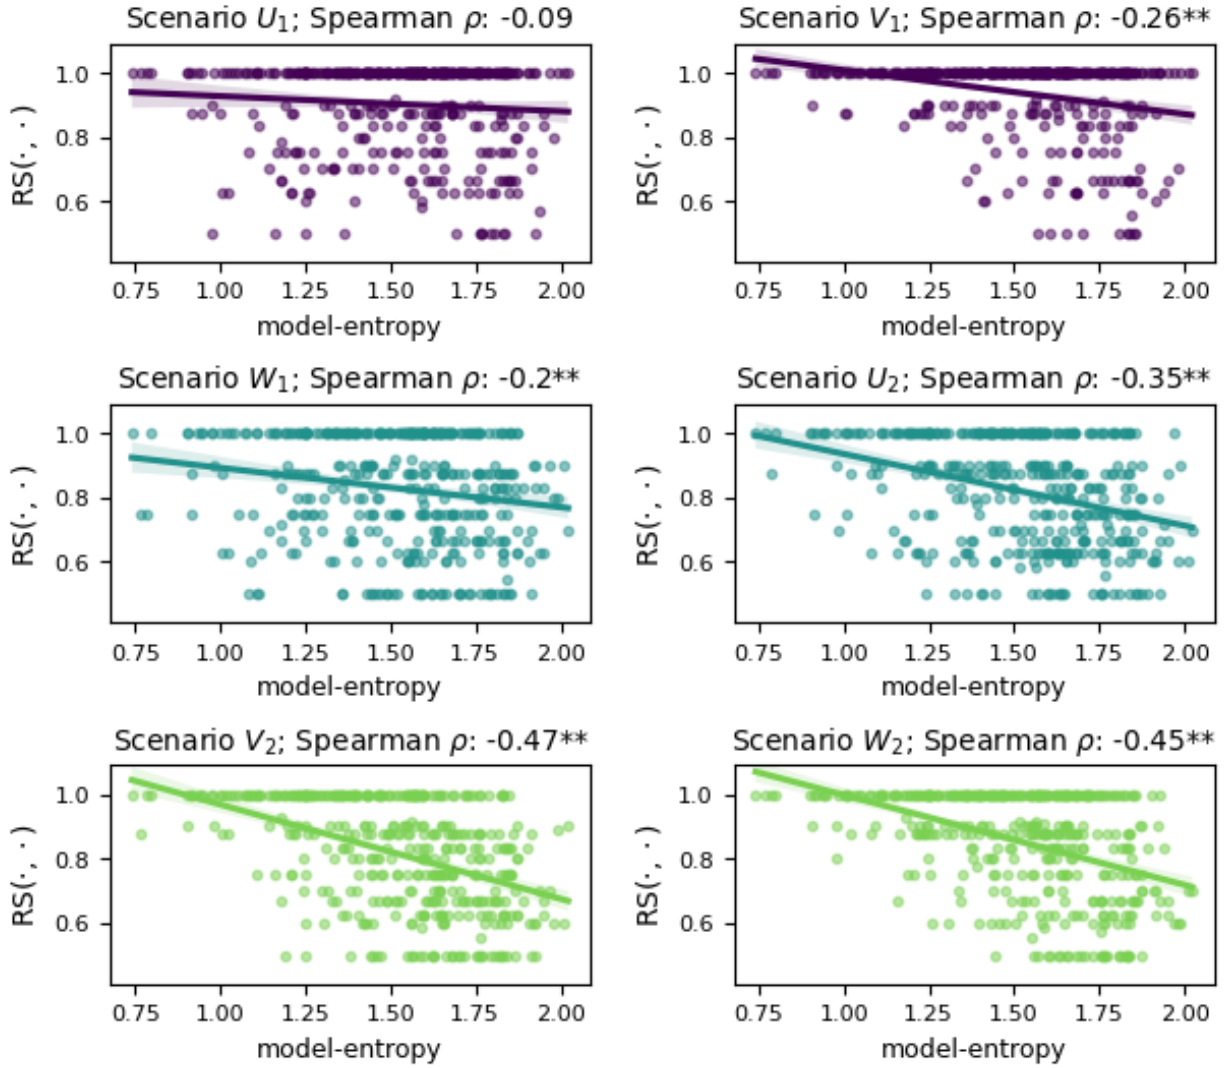 Scenario U₁; Spearman ρ: -0.09
RS(·, ·)
1.0
0.8
0.6
0.75 1.00 1.25 1.50 1.75 2.00
model-entropy
Scenario V₁; Spearman ρ: -0.26**
RS(·, ·)
1.0
0.8
0.6
0.75 1.00 1.25 1.50 1.75 2.00
model-entropy
Scenario W₁; Spearman ρ: -0.2**
RS(·, ·)
1.0
0.8
0.6
0.75 1.00 1.25 1.50 1.75 2.00
model-entropy
Scenario U₂; Spearman ρ: -0.35**
RS(·, ·)
1.0
0.8
0.6
0.75 1.00 1.25 1.50 1.75 2.00
model-entropy
Scenario V₂; Spearman ρ: -0.47**
RS(·, ·)
1.0
0.8
0.6
0.75 1.00 1.25 1.50 1.75 2.00
model-entropy
Scenario W₂; Spearman ρ: -0.45**
RS(·, ·)
1.0
0.8
0.6
0.75 1.00 1.25 1.50 1.75 2.00
model-entropy